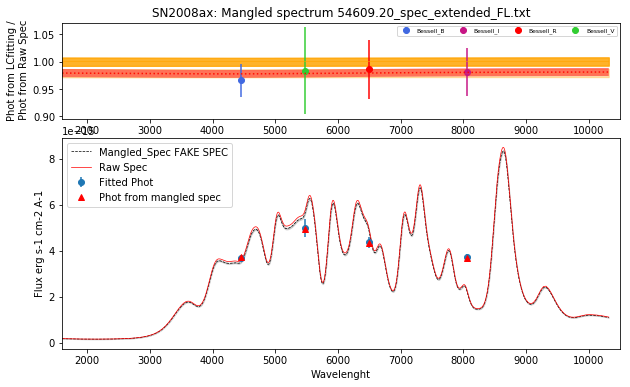 SN2008ax: Mangled spectrum 54609.20_spec_extended_FL.txt
Phot from LCfitting /
Phot from Raw Spec
1.05
1.00
0.95
0.90
Bessell_B
Bessell_I
Bessell_R
Bessell_V
2000 3000 4000 5000 6000 7000 8000 9000 10000
Flux erg s-1 cm-2 A-1
8
6
4
2
0
Mangled_Spec FAKE SPEC
Raw Spec
Fitted Phot
Phot from mangled spec
2000 3000 4000 5000 6000 7000 8000 9000 10000
Wavelenght